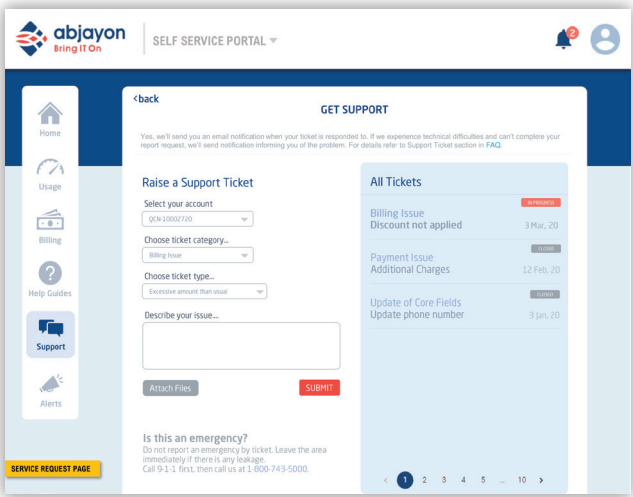 abjayon
Bring IT On
SELF SERVICE PORTAL
2
Home
Usage
Billing
Help Guides
Support
Alerts
SERVICE REQUEST PAGE
<back
GET SUPPORT
Yes, we'll send you an email notification when your ticket is responded to. If we experience technical difficulties and can't complete your
report request, we'll send notification informing you of the problem. For details refer to Support Ticket section in FAQ.
Raise a Support Ticket
Select your account
QCN-10002720
Choose ticket category...
Billing Issue
Choose ticket type...
Excessive amount than usual
Describe your issue...
Attach Files
SUBMIT
Is this an emergency?
Do not report an emergency by ticket. Leave the area
immediately if there is any leakage.
Call 9-1-1 first, then call us at 1-800-743-5000.
All Tickets
IN PROGRESS
Billing Issue
Discount not applied
3 Mar, 20
CLOSED
Payment Issue
Additional Charges
12 Feb, 20
CLOSED
Update of Core Fields
Update phone number
3 Jan, 20
< 1 2 3 4 5 ... 10 >